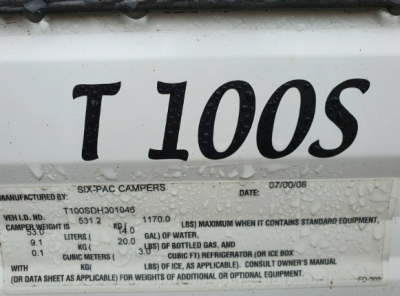 T 100S
MANUFACTURED BY: SIX-PAC CAMPERS DATE: 07/00/08
VEH I.D. NO. T100SDH301046
CAMPER WEIGHT IS 531.2 KG ( 1170.0 LBS) MAXIMUM WHEN IT CONTAINS STANDARD EQUIPMENT,
53.0 LITERS ( 14.0 GAL) OF WATER,
9.1 KG ( 20.0 LBS) OF BOTTLED GAS, AND
0.1 CUBIC METERS ( 3.0 CUBIC FT) REFRIGERATOR (OR ICE BOX
WITH KG ( LBS) OF ICE, AS APPLICABLE). CONSULT OWNER'S MANUAL
(OR DATA SHEET AS APPLICABLE) FOR WEIGHTS OF ADDITIONAL OR OPTIONAL EQUIPMENT.